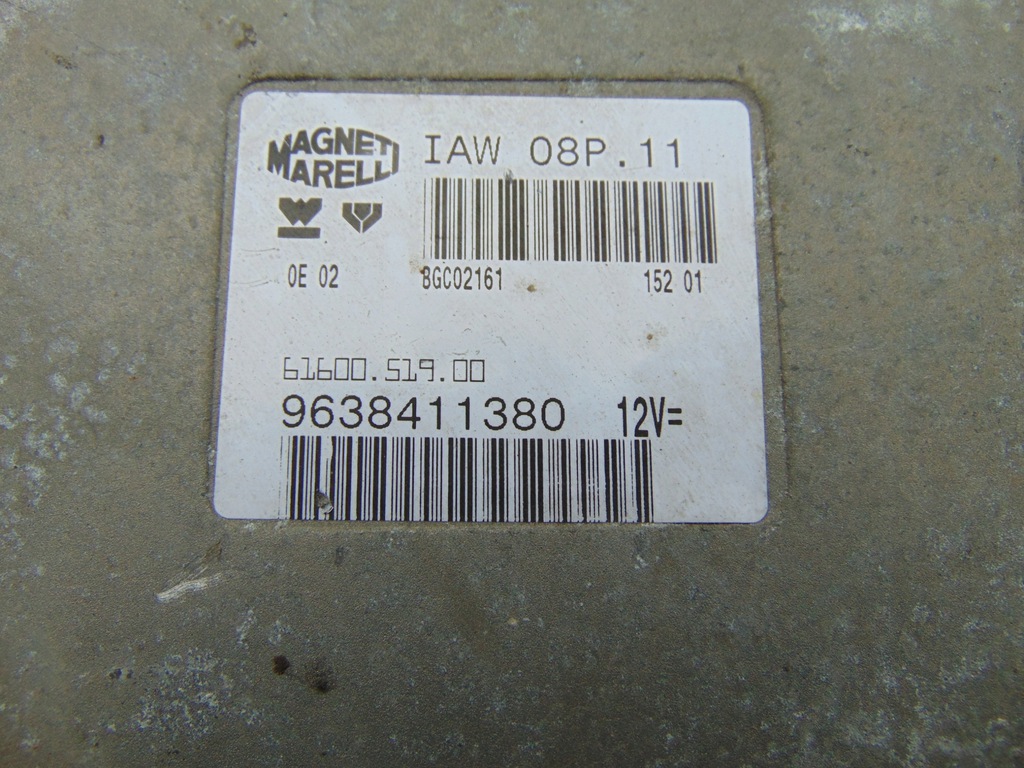 MAGNETI MARELLI
IAW 08P.11
0E 02 BGC02161 152 01
61600.519.00
9638411380 12V=